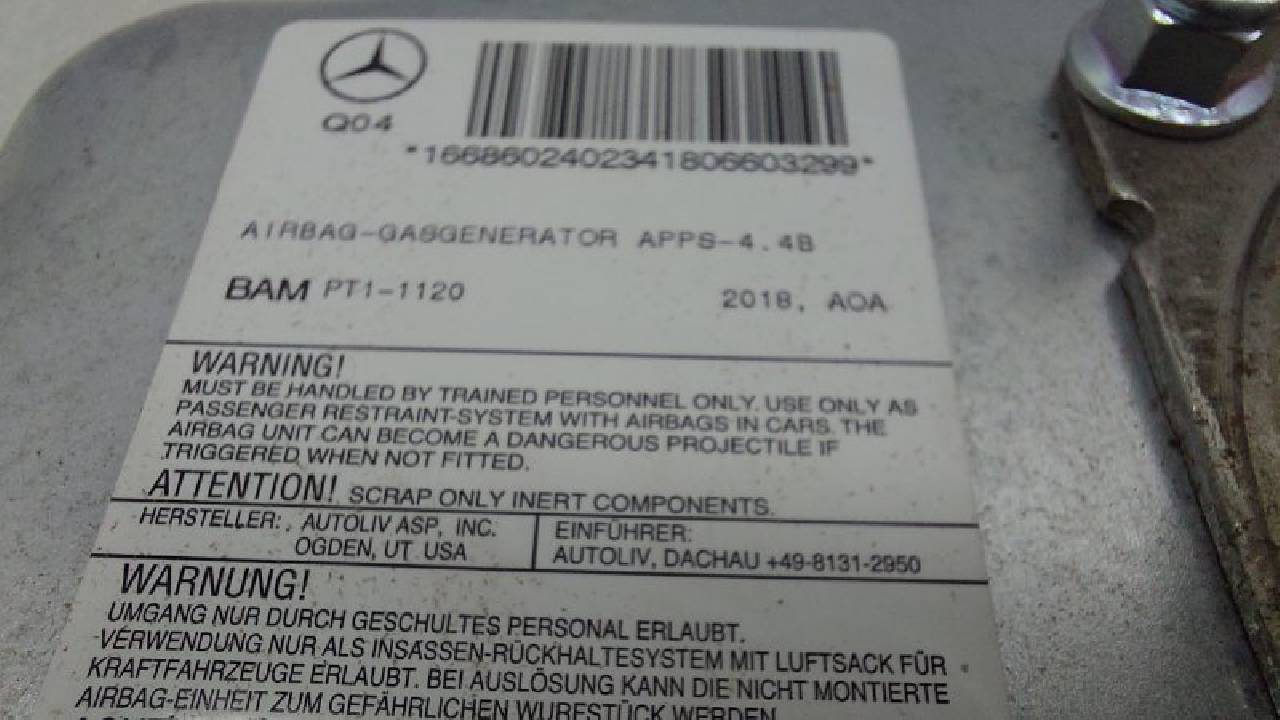 Q04
*1668602402341806603299*
AIRBAG-GASGENERATOR APPS-4.4B
BAM PT1-1120 2018, AOA
WARNING!
MUST BE HANDLED BY TRAINED PERSONNEL ONLY. USE ONLY AS
PASSENGER RESTRAINT-SYSTEM WITH AIRBAGS IN CARS. THE
AIRBAG UNIT CAN BECOME A DANGEROUS PROJECTILE IF
TRIGGERED WHEN NOT FITTED.
ATTENTION! SCRAP ONLY INERT COMPONENTS.
HERSTELLER: AUTOLIV ASP, INC.
OGDEN, UT USA
EINFÜHRER:
AUTOLIV, DACHAU +49-8131-2950
WARNUNG!
UMGANG NUR DURCH GESCHULTES PERSONAL ERLAUBT.
VERWENDUNG NUR ALS INSASSEN-RÜCKHALTESYSTEM MIT LUFTSACK FÜR
KRAFTFAHRZEUGE ERLAUBT. BEI AUSLÖSUNG KANN DIE NICHT MONTIERTE
AIRBAG-EINHEIT ZUM GEFÄHRLICHEN WURFSTÜCK WERDEN.